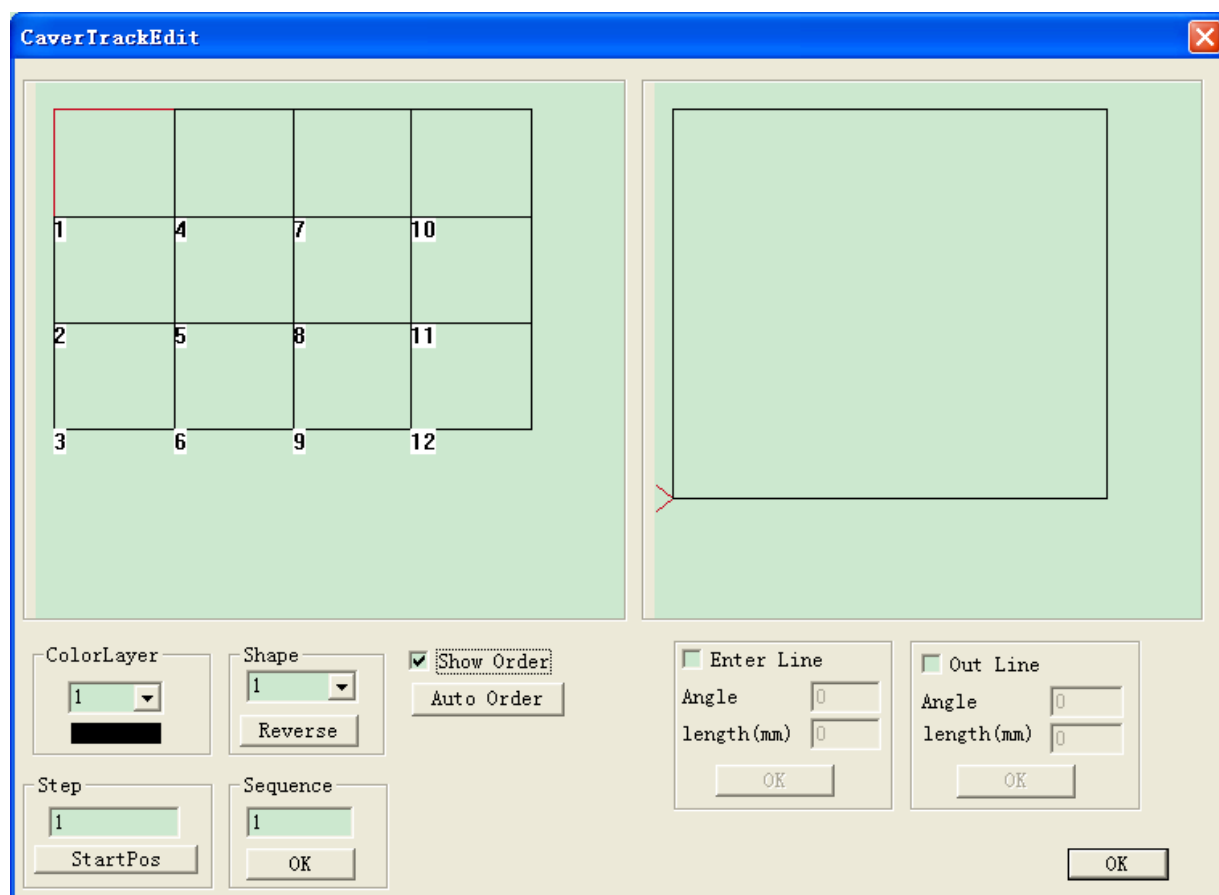 CaverTrackEdit
1 4 7 10
2 5 8 11
3 6 9 12
ColorLayer
1
Shape
1
Reverse
Show Order
Auto Order
Step
1
StartPos
Sequence
1
OK
Enter Line
Angle 0
length(mm) 0
OK
Out Line
Angle 0
length(mm) 0
OK
OK